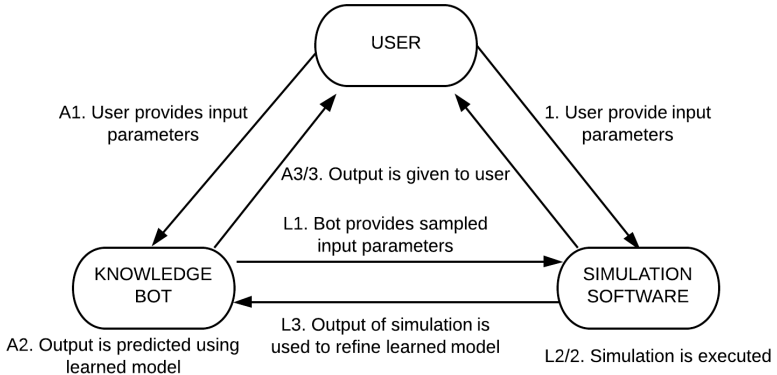 USER
A1. User provides input
parameters
1. User provide input
parameters
A3/3. Output is given to user
L1. Bot provides sampled
input parameters
KNOWLEDGE
BOT
SIMULATION
SOFTWARE
L3. Output of simulation is
used to refine learned model
A2. Output is predicted using
learned model
L2/2. Simulation is executed